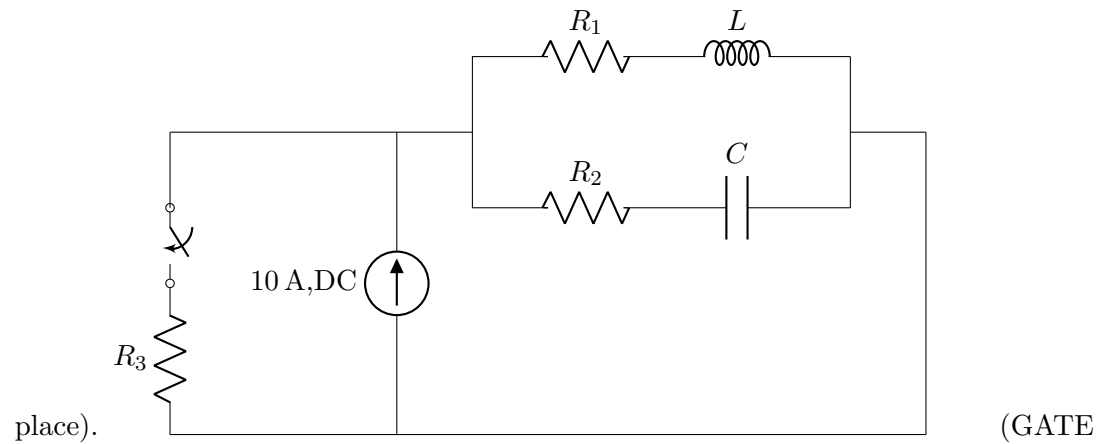 R₁
L
R₂
C
10 A,DC
R₃
place).
(GATE